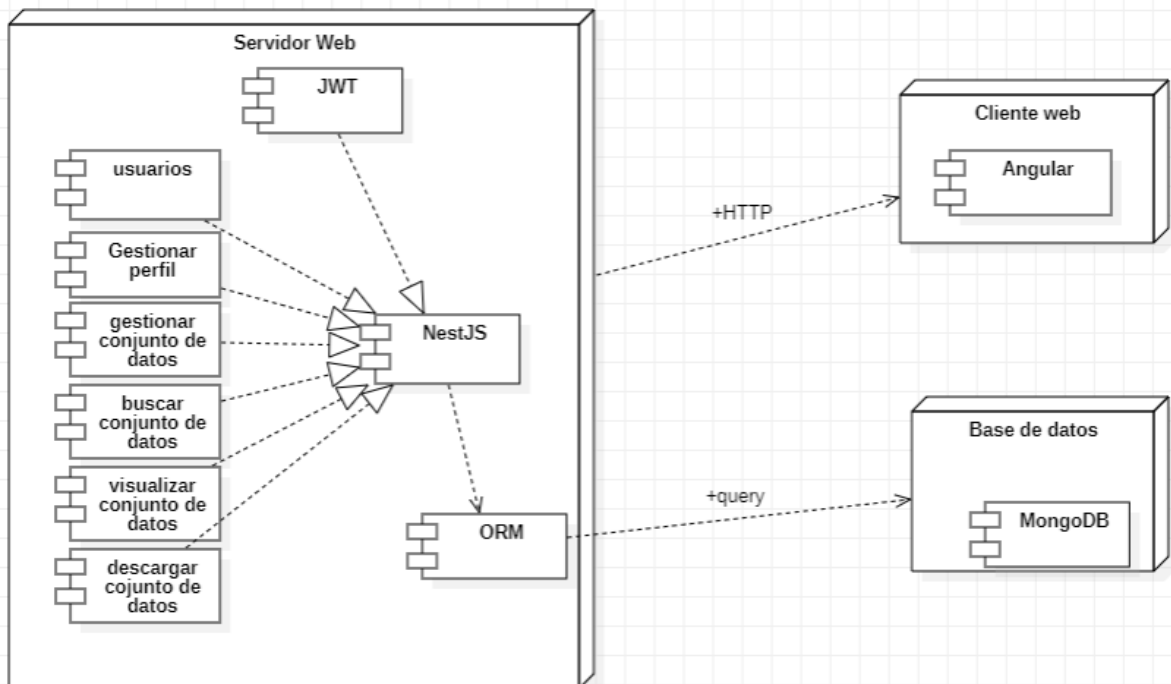 Servidor Web
JWT
usuarios
Gestionar
perfil
gestionar
conjunto de
datos
buscar
conjunto de
datos
visualizar
conjunto de
datos
descargar
cojunto de
datos
NestJS
ORM
+HTTP
Cliente web
Angular
+query
Base de datos
MongoDB